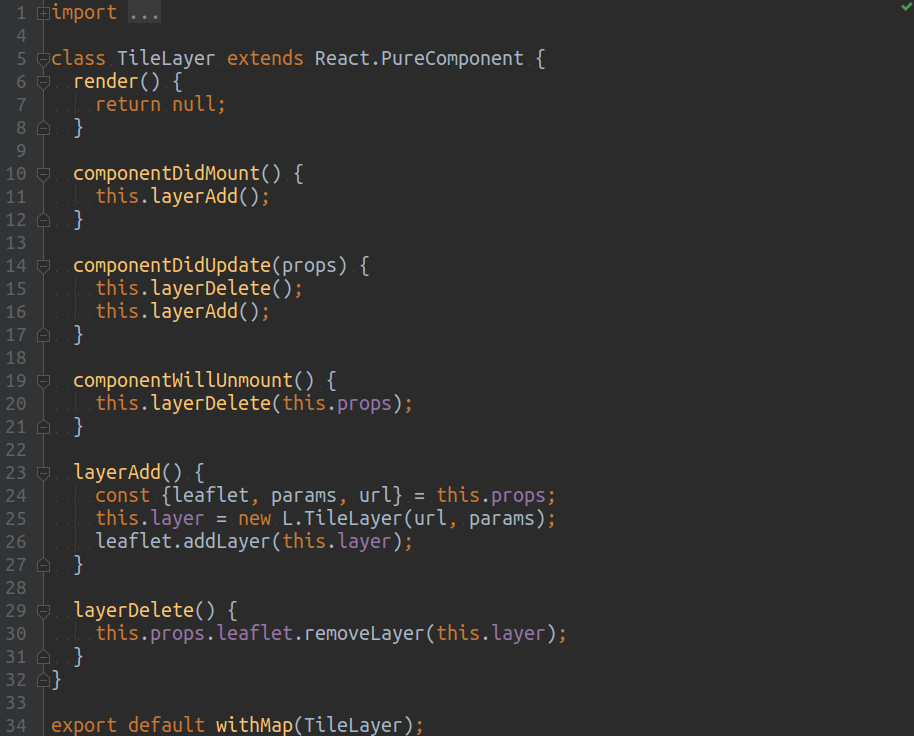 1 import ...
4
5 class TileLayer extends React.PureComponent {
6 render() {
7 return null;
8 }
9
10 componentDidMount() {
11 this.layerAdd();
12 }
13
14 componentDidUpdate(props) {
15 this.layerDelete();
16 this.layerAdd();
17 }
18
19 componentWillUnmount() {
20 this.layerDelete(this.props);
21 }
22
23 layerAdd() {
24 const {leaflet, params, url} = this.props;
25 this.layer = new L.TileLayer(url, params);
26 leaflet.addLayer(this.layer);
27 }
28
29 layerDelete() {
30 this.props.leaflet.removeLayer(this.layer);
31 }
32 }
33
34 export default withMap(TileLayer);